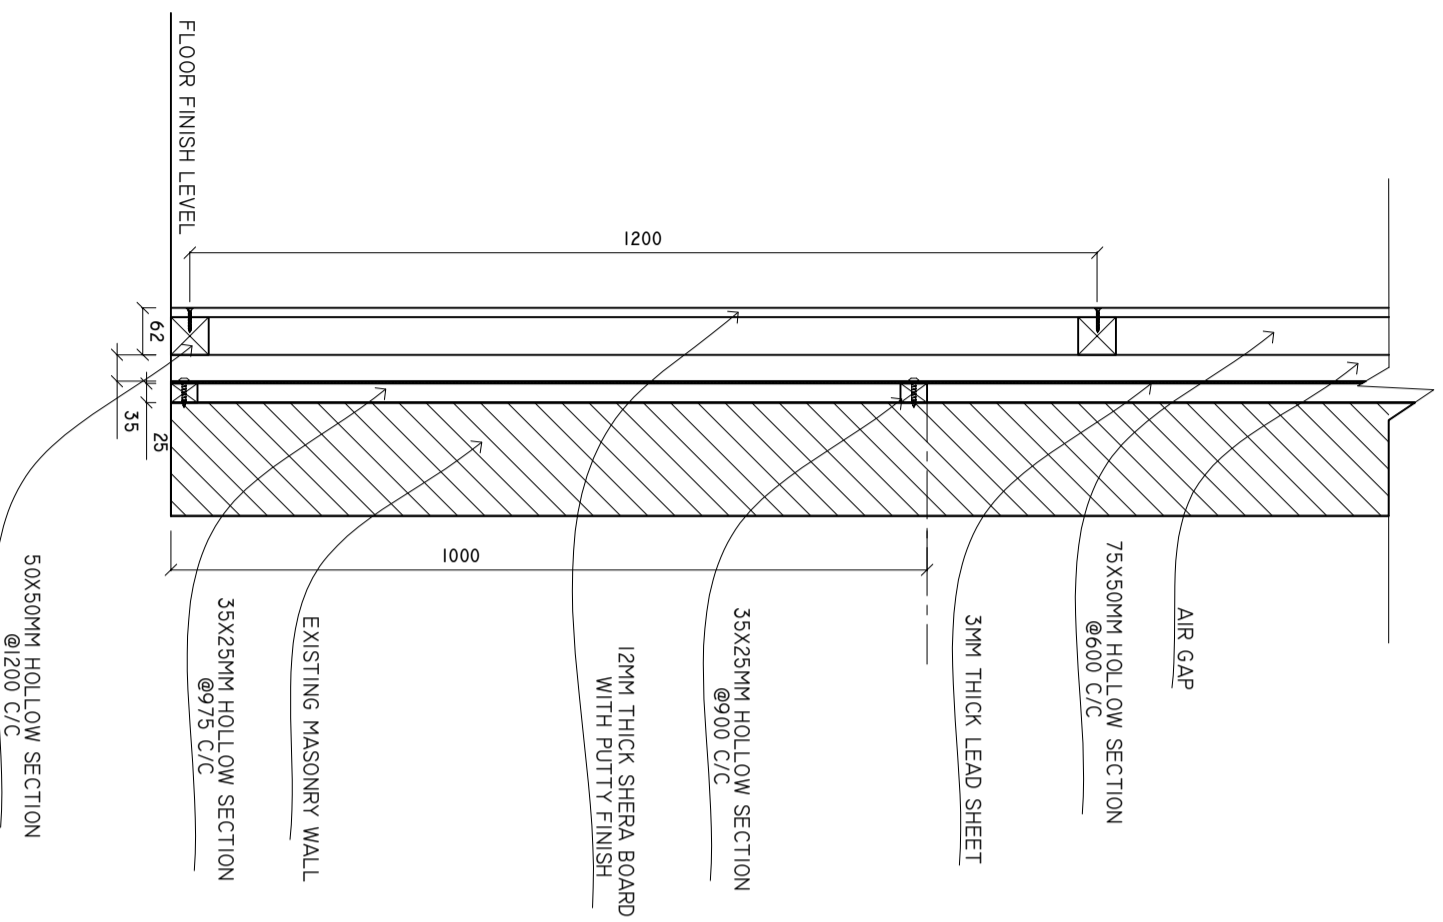 FLOOR FINISH LEVEL
1200
62
35
25
1000
AIR GAP
75X50MM HOLLOW SECTION
@600 C/C
3MM THICK LEAD SHEET
35X25MM HOLLOW SECTION
@900 C/C
12MM THICK SHERA BOARD
WITH PUTTY FINISH
EXISTING MASONRY WALL
35X25MM HOLLOW SECTION
@975 C/C
50X50MM HOLLOW SECTION
@1200 C/C